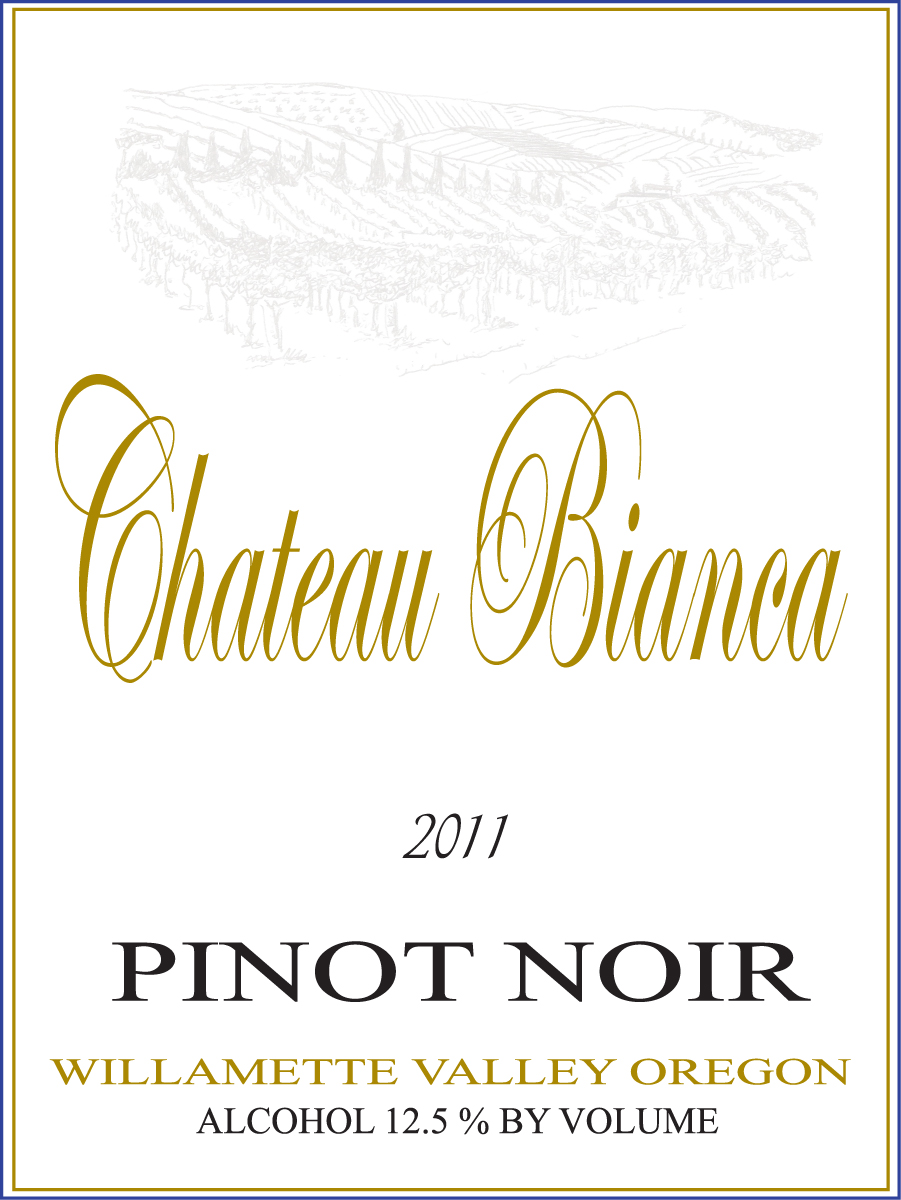 Chateau Bianca
2011
PINOT NOIR
WILLAMETTE VALLEY OREGON
ALCOHOL 12.5 % BY VOLUME